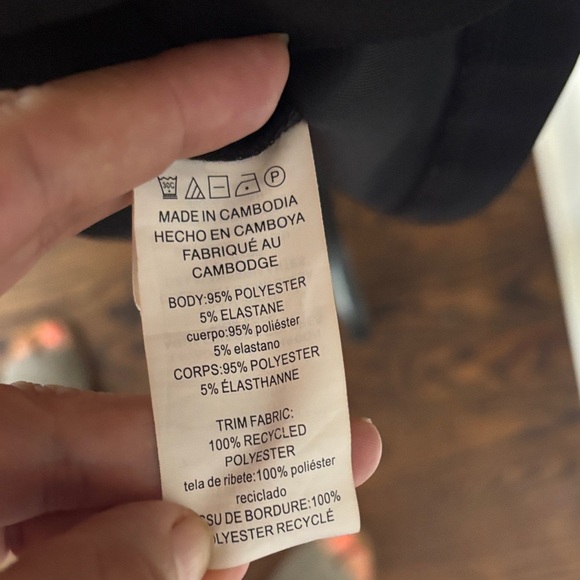 30C P
MADE IN CAMBODIA
HECHO EN CAMBOYA
FABRIQUÉ AU
CAMBODGE
BODY:95% POLYESTER
5% ELASTANE
cuerpo:95% poliéster
5% elastano
CORPS:95% POLYESTER
5% ÉLASTHANNE
TRIM FABRIC:
100% RECYCLED
POLYESTER
tela de ribete:100% poliéster
reciclado
SU DE BORDURE:100%
LYESTER RECYCLÉ